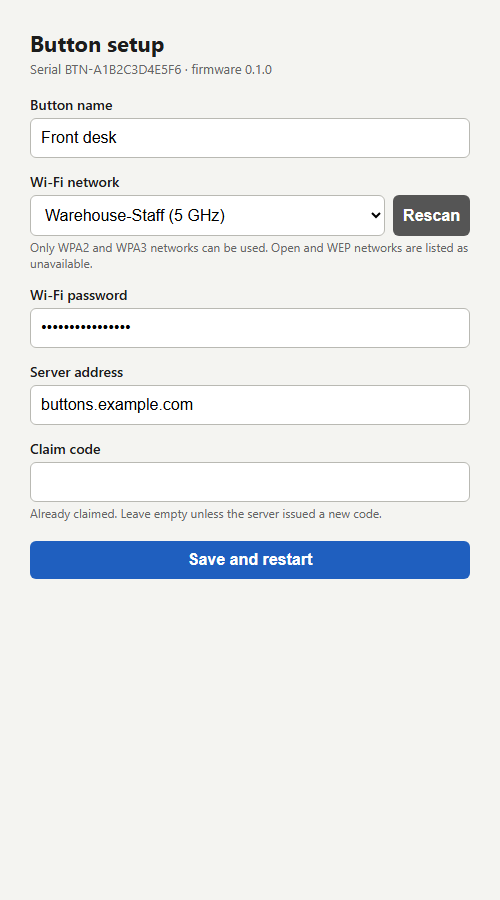 Button setup
Serial BTN-A1B2C3D4E5F6 · firmware 0.1.0
Button name
Front desk
Wi-Fi network
Warehouse-Staff (5 GHz)
Rescan
Only WPA2 and WPA3 networks can be used. Open and WEP networks are listed as
unavailable.
Wi-Fi password
••••••••••••••••
Server address
buttons.example.com
Claim code
Already claimed. Leave empty unless the server issued a new code.
Save and restart